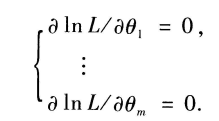 ∂ ln L/∂θ₁ = 0,
⋮
∂ ln L/∂θₘ = 0.